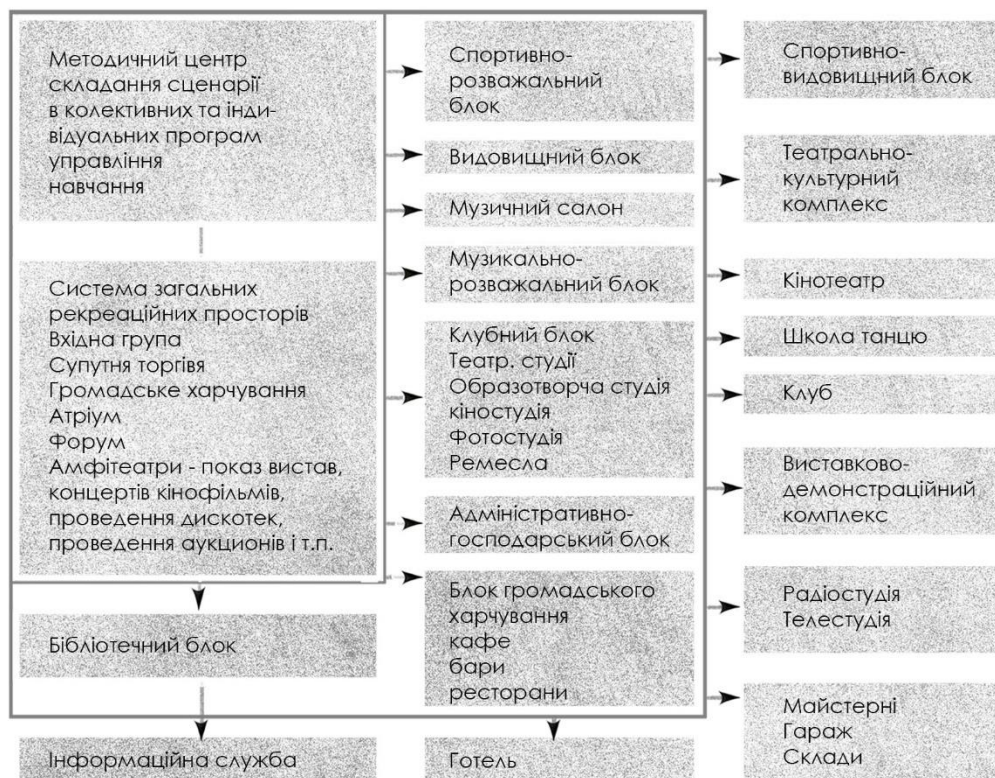 Методичний центр
складання сценарії
в колективних та інди-
відуальних програм
управління
навчання
Система загальних
рекреаційних просторів
Вхідна група
Супутня торгівя
Громадське харчування
Атріум
Форум
Амфітеатри - показ вистав,
концертів кінофільмів,
проведення дискотек,
проведення аукционів і т.п.
Бібліотечний блок
Інформаційна служба
Спортивно-
розважальний
блок
Видовищний блок
Музичний салон
Музикально-
розважальний блок
Клубний блок
Театр. студії
Образотворча студія
кіностудія
Фотостудія
Ремесла
Адміністративно-
господарський блок
Блок громадського
харчування
кафе
бари
ресторани
Готель
Спортивно-
видовищний блок
Театрально-
культурний
комплекс
Кінотеатр
Школа танцю
Клуб
Виставково-
демонстраційний
комплекс
Радіостудія
Телестудія
Майстерні
Гараж
Склади